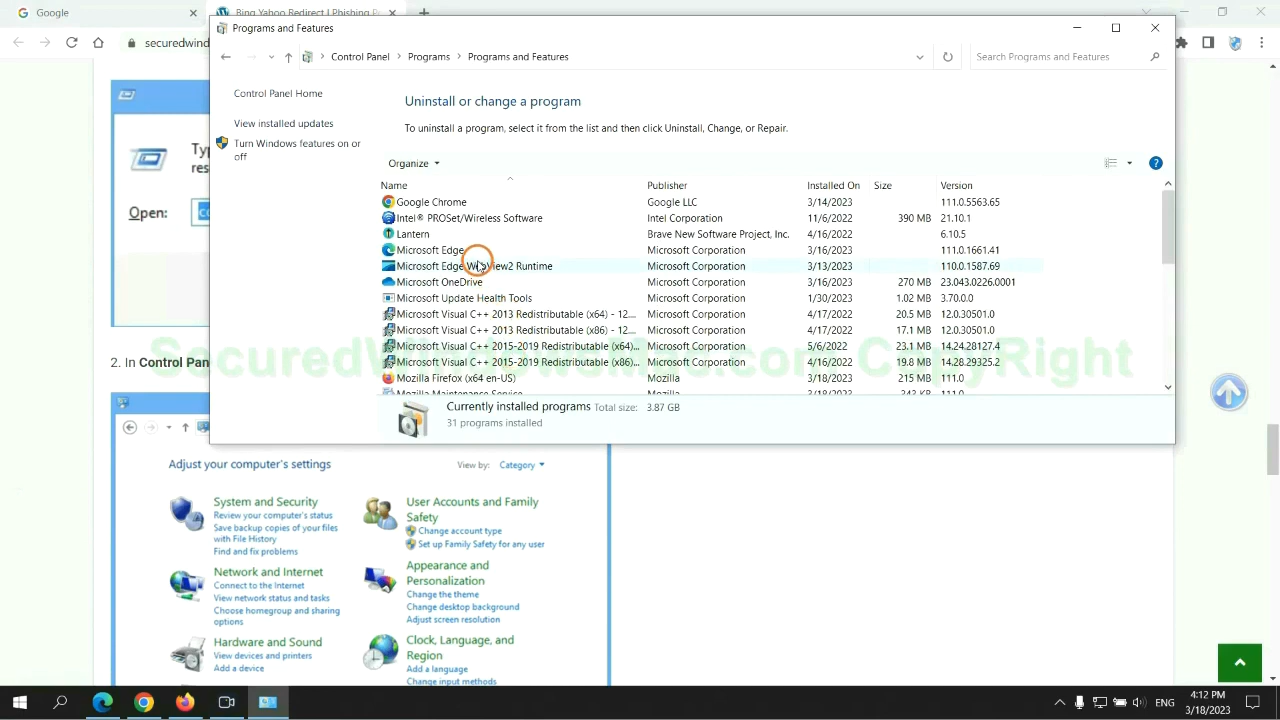 Google
Bing Yahoo Redirect | Phishing P
securedwind
Programs and Features
Control Panel > Programs > Programs and Features
Search Programs and Features
Control Panel Home
View installed updates
Turn Windows features on or
off
Uninstall or change a program
To uninstall a program, select it from the list and then click Uninstall, Change, or Repair.
Organize
Name Publisher Installed On Size Version
Google Chrome Google LLC 3/14/2023 111.0.5563.65
Intel® PROSet/Wireless Software Intel Corporation 11/6/2022 390 MB 21.10.1
Lantern Brave New Software Project, Inc. 4/16/2022 6.10.5
Microsoft Edge Microsoft Corporation 3/16/2023 111.0.1661.41
Microsoft Edge WebView2 Runtime Microsoft Corporation 3/13/2023 110.0.1587.69
Microsoft OneDrive Microsoft Corporation 3/16/2023 270 MB 23.043.0226.0001
Microsoft Update Health Tools Microsoft Corporation 1/30/2023 1.02 MB 3.70.0.0
Microsoft Visual C++ 2013 Redistributable (x64) - 12.... Microsoft Corporation 4/17/2022 20.5 MB 12.0.30501.0
Microsoft Visual C++ 2013 Redistributable (x86) - 12.... Microsoft Corporation 4/17/2022 17.1 MB 12.0.30501.0
Microsoft Visual C++ 2015-2019 Redistributable (x64)... Microsoft Corporation 5/6/2022 23.1 MB 14.24.28127.4
Microsoft Visual C++ 2015-2019 Redistributable (x86)... Microsoft Corporation 4/16/2022 19.8 MB 14.28.29325.2
Mozilla Firefox (x64 en-US) Mozilla 3/18/2023 215 MB 111.0
Mozilla Maintenance Service Mozilla 3/18/2023 343 KB 111.0
Currently installed programs Total size: 3.87 GB
31 programs installed
Open:
2. In Control Pan
Adjust your computer's settings View by: Category
System and Security
Review your computer's status
Save backup copies of your files
with File History
Find and fix problems
Network and Internet
Connect to the Internet
View network status and tasks
Choose homegroup and sharing
options
Hardware and Sound
View devices and printers
Add a device
User Accounts and Family
Safety
Change account type
Set up Family Safety for any user
Appearance and
Personalization
Change the theme
Change desktop background
Adjust screen resolution
Clock, Language, and
Region
Add a language
Change input methods
ENG
4:12 PM
3/18/2023